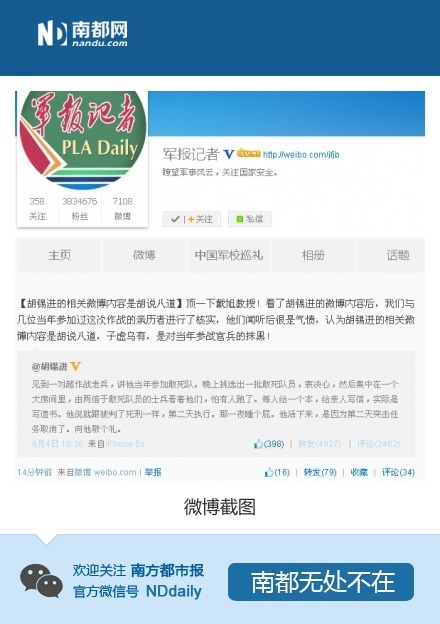 ND 南都网
nandu.com
军报记者
PLA Daily
358
关注
3834676
粉丝
7108
微博
军报记者 V http://weibo.com/jfjb
瞭望军事风云，关注国家安全。
+关注
私信
主页
微博
中国军校巡礼
相册
话题
【胡锡进的相关微博内容是胡说八道】顶一下戴旭教授！看了胡锡进的微博内容后，我们与
几位当年参加过这次作战的亲历者进行了核实，他们闻听后很是气愤，认为胡锡进的相关微
博内容是胡说八道，子虚乌有，是对当年参战官兵的抹黑！
@胡锡进 V
见到一对越作战老兵，讲他当年参加敢死队。晚上挑选出一批敢死队员，表决心，然后集中在一个
大房间里，由两倍于敢死队员的士兵看着他们，怕有人跑了。每人给一个本，给亲人写信，实际是
写遗书。他说就跟被判了死刑一样，第二天执行。那一夜睡个屁。他活下来，是因为第二天突击任
务取消了。向他敬个礼。
6月4日 10:36 来自iPhone 5s
(398) | 转发(4927) | 评论(2462)
14分钟前 来自微博 weibo.com | 举报
(16) | 转发(79) | 收藏 | 评论(34)
微博截图
欢迎关注 南方都市报
官方微信号 NDdaily
南都无处不在